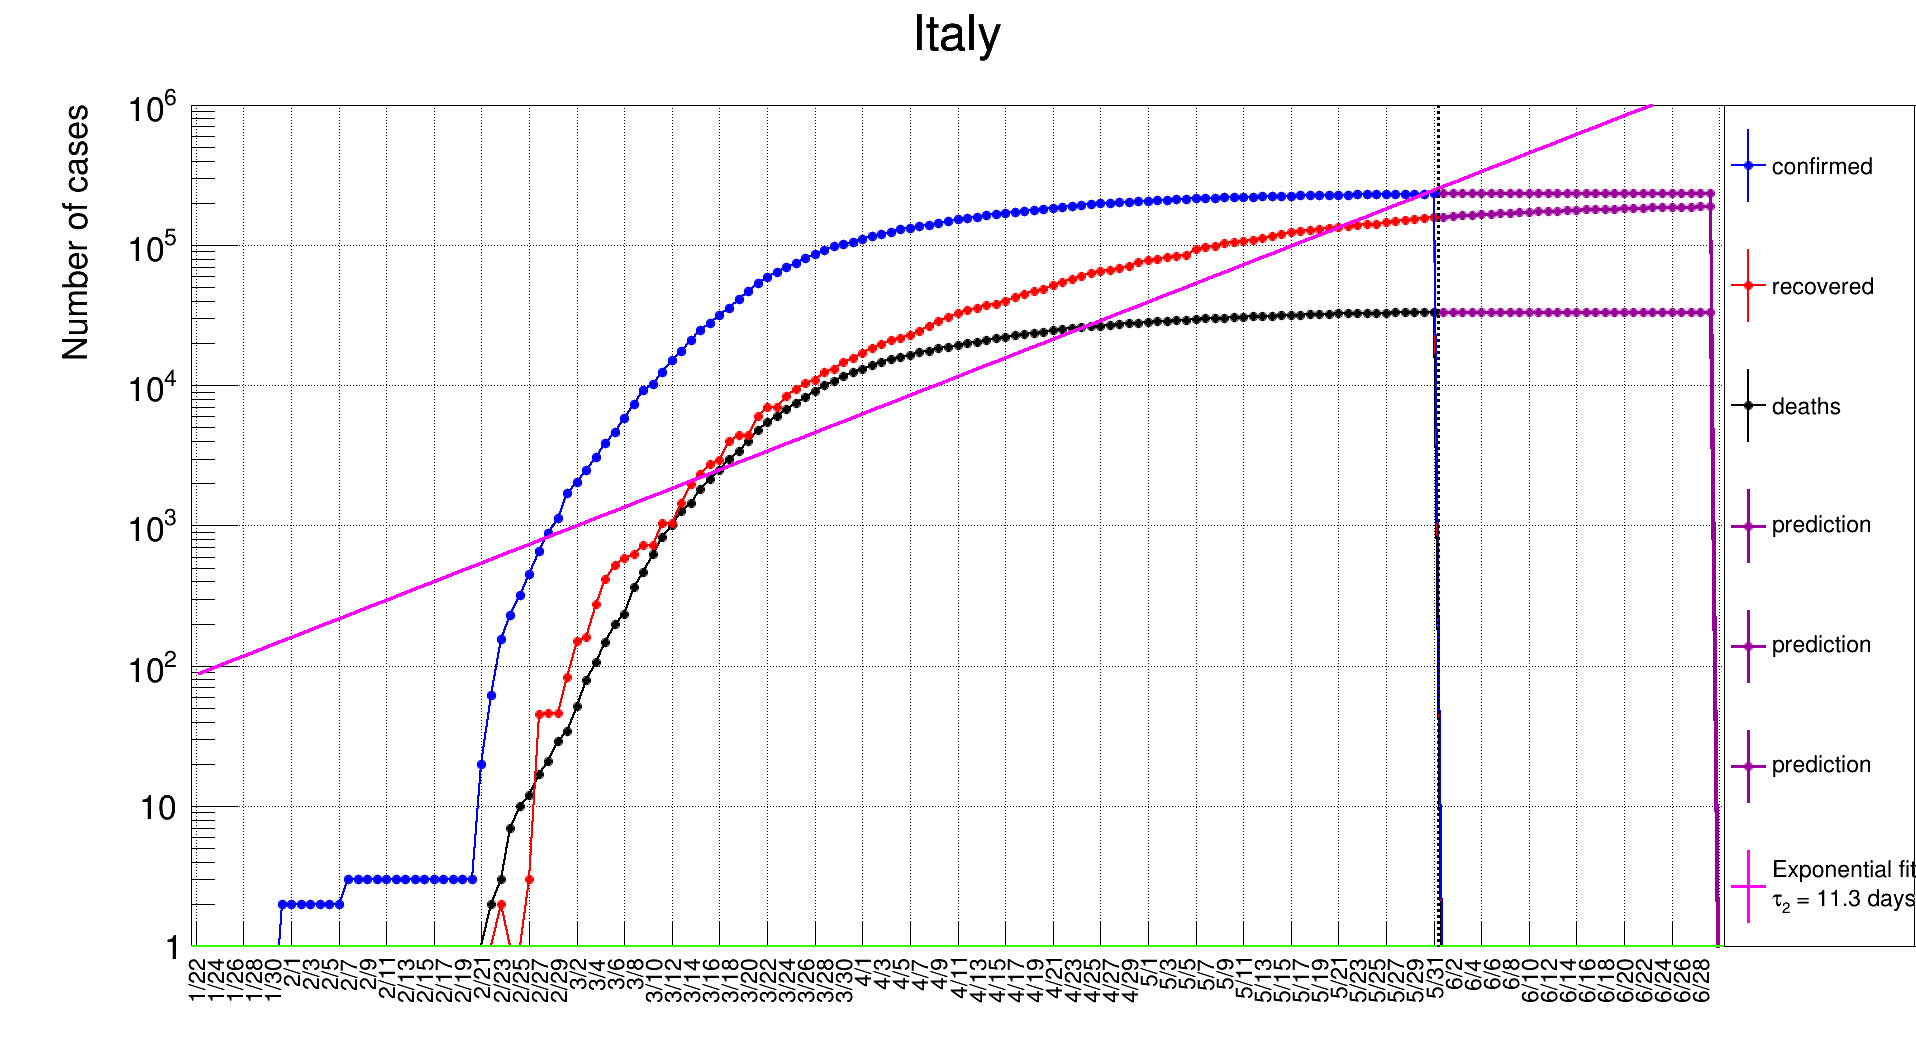 Italy
Number of cases
10^6
10^5
10^4
10^3
10^2
10
1
1/22 1/24 1/26 1/28 1/30 2/1 2/3 2/5 2/7 2/9 2/11 2/13 2/15 2/17 2/19 2/21 2/23 2/25 2/27 2/29 3/2 3/4 3/6 3/8 3/10 3/12 3/14 3/16 3/18 3/20 3/22 3/24 3/26 3/28 3/30 4/1 4/3 4/5 4/7 4/9 4/11 4/13 4/15 4/17 4/19 4/21 4/23 4/25 4/27 4/29 5/1 5/3 5/5 5/7 5/9 5/11 5/13 5/15 5/17 5/19 5/21 5/23 5/25 5/27 5/29 5/31 6/2 6/4 6/6 6/8 6/10 6/12 6/14 6/16 6/18 6/20 6/22 6/24 6/26 6/28
confirmed
recovered
deaths
prediction
prediction
prediction
Exponential fit
τ₂ = 11.3 days